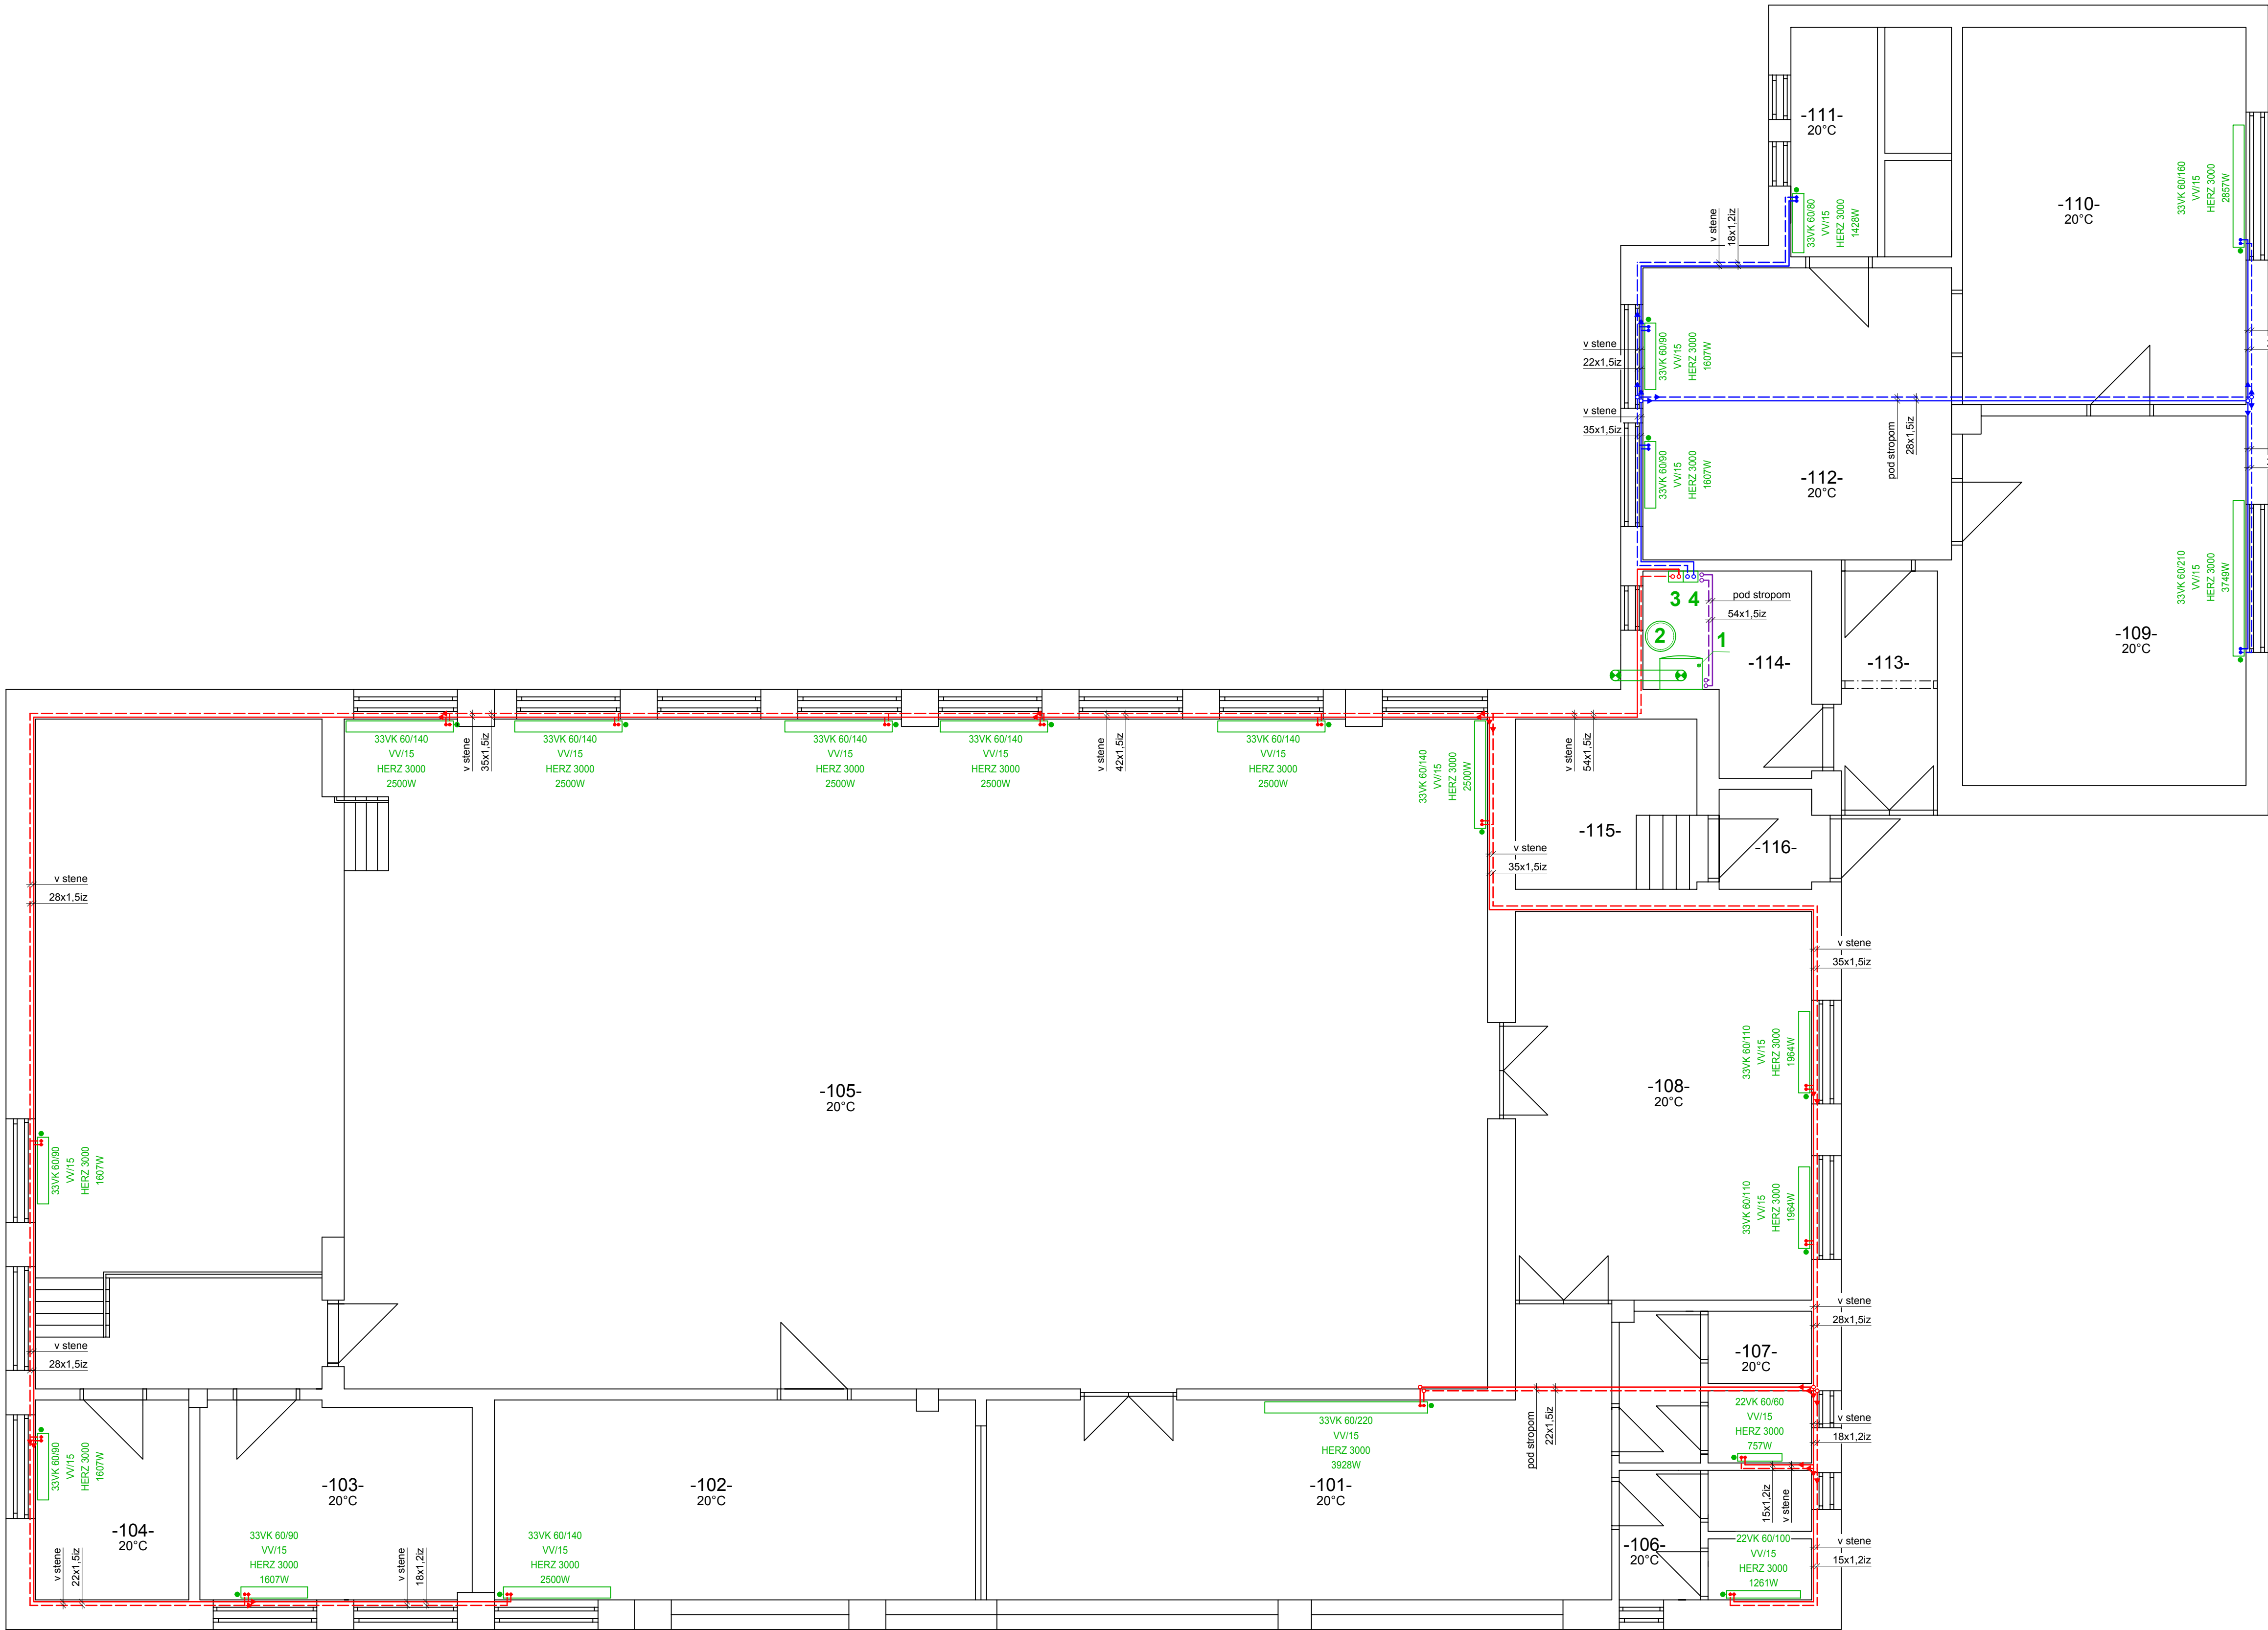 -111-
20°C
33VK 60/80
VV/15
HERZ 3000
1428W
v stene
18x1,2iz
-110-
20°C
33VK 60/160
VV/15
HERZ 3000
2857W
v stene
22x1,5iz
33VK 60/90
VV/15
HERZ 3000
1607W
v stene
35x1,5iz
33VK 60/90
VV/15
HERZ 3000
1607W
-112-
20°C
pod stropom
28x1,5iz
33VK 60/210
VV/15
HERZ 3000
3749W
-109-
20°C
3 4
pod stropom
54x1,5iz
2
1
-114-
-113-
33VK 60/140
VV/15
HERZ 3000
2500W
v stene
35x1,5iz
33VK 60/140
VV/15
HERZ 3000
2500W
33VK 60/140
VV/15
HERZ 3000
2500W
33VK 60/140
VV/15
HERZ 3000
2500W
v stene
42x1,5iz
33VK 60/140
VV/15
HERZ 3000
2500W
33VK 60/140
VV/15
HERZ 3000
2500W
v stene
54x1,5iz
-115-
-116-
v stene
35x1,5iz
v stene
28x1,5iz
v stene
35x1,5iz
33VK 60/110
VV/15
HERZ 3000
1964W
-105-
20°C
-108-
20°C
33VK 60/90
VV/15
HERZ 3000
1607W
33VK 60/110
VV/15
HERZ 3000
1964W
v stene
28x1,5iz
v stene
28x1,5iz
-107-
20°C
33VK 60/220
VV/15
HERZ 3000
3928W
pod stropom
22x1,5iz
22VK 60/60
VV/15
HERZ 3000
757W
v stene
18x1,2iz
33VK 60/90
VV/15
HERZ 3000
1607W
-104-
20°C
-103-
20°C
-102-
20°C
-101-
20°C
15x1,2iz
v stene
v stene
22x1,5iz
33VK 60/90
VV/15
HERZ 3000
1607W
v stene
18x1,2iz
33VK 60/140
VV/15
HERZ 3000
2500W
-106-
20°C
22VK 60/100
VV/15
HERZ 3000
1261W
v stene
15x1,2iz